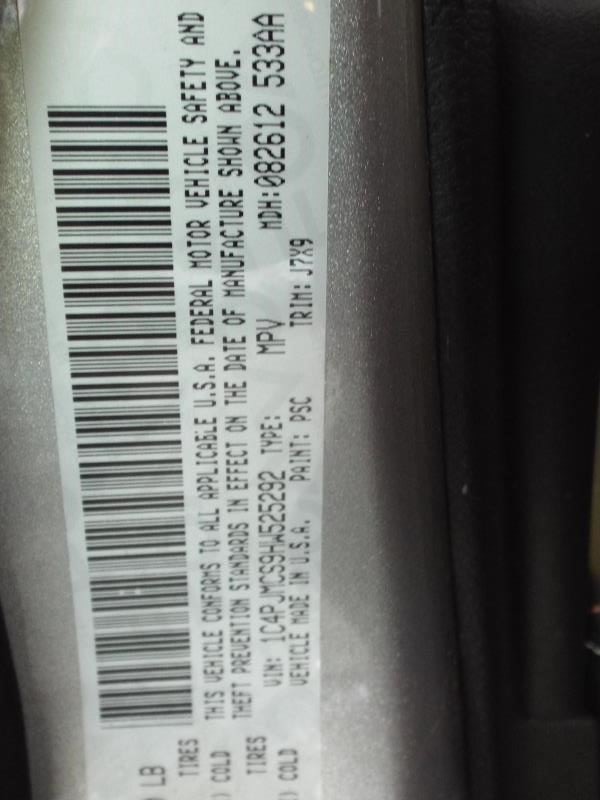 THIS VEHICLE CONFORMS TO ALL APPLICABLE U.S.A. FEDERAL MOTOR VEHICLE SAFETY AND
THEFT PREVENTION STANDARDS IN EFFECT ON THE DATE OF MANUFACTURE SHOWN ABOVE.
VIN: 1C4PJMCS9HW525292 TYPE: MPV MDH:082612 533AA
VEHICLE MADE IN U.S.A. PAINT: PSC TRIM: J7X9
LB
TIRES
) COLD
TIRES
) COLD